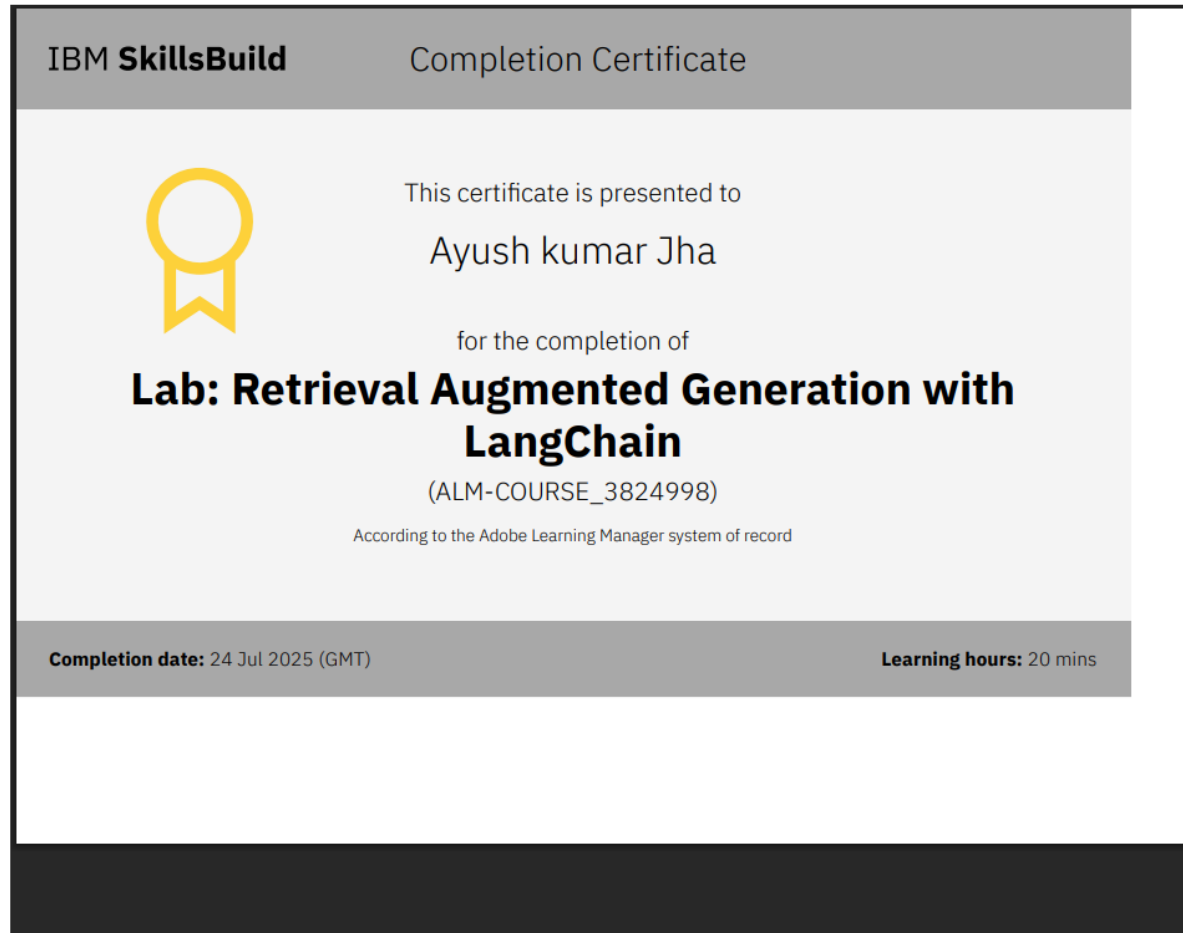 IBM SkillsBuild
Completion Certificate
This certificate is presented to
Ayush kumar Jha
for the completion of
Lab: Retrieval Augmented Generation with
LangChain
(ALM-COURSE_3824998)
According to the Adobe Learning Manager system of record
Completion date: 24 Jul 2025 (GMT)
Learning hours: 20 mins